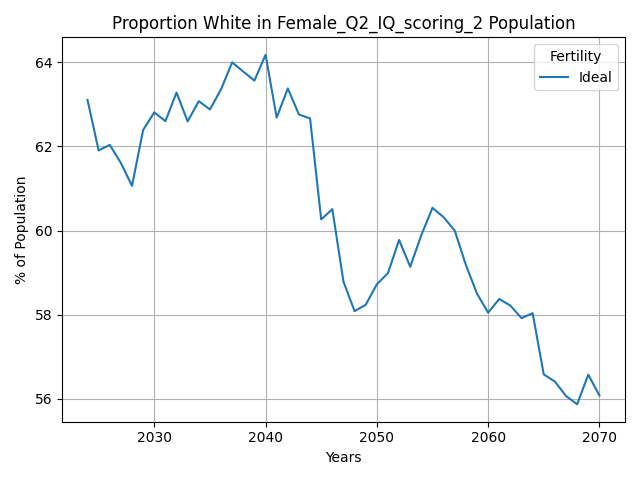 Proportion White in Female_Q2_IQ_scoring_2 Population
Fertility
Ideal
% of Population
64
62
60
58
56
2030 2040 2050 2060 2070
Years